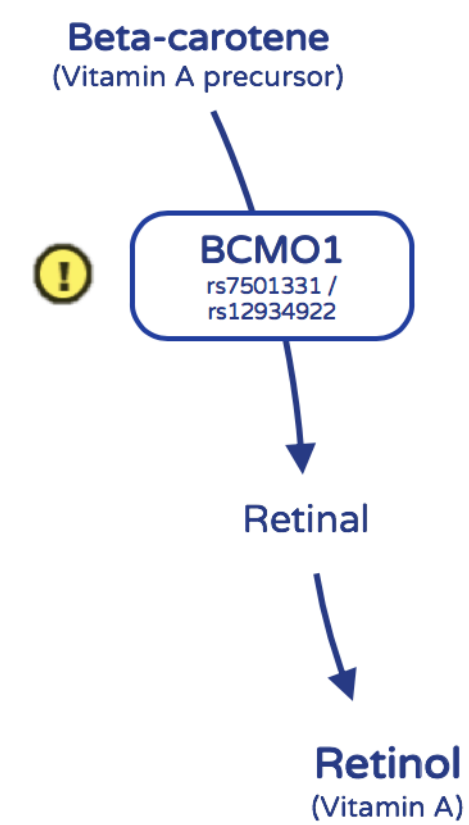 Beta-carotene
(Vitamin A precursor)
!
BCMO1
rs7501331 /
rs12934922
Retinal
Retinol
(Vitamin A)